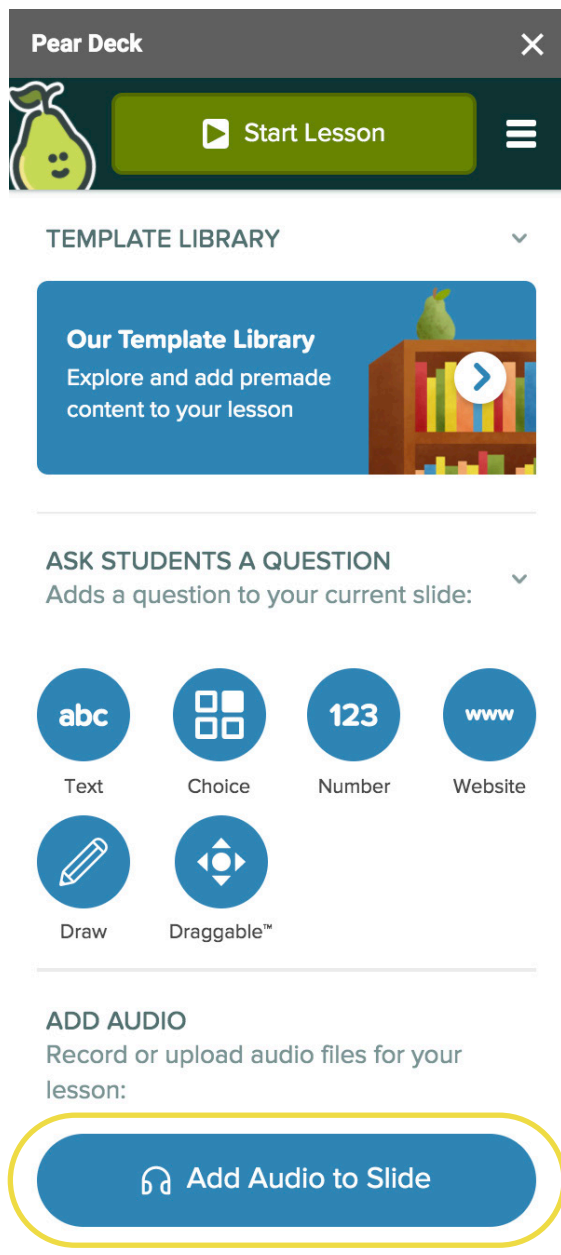 Pear Deck
Start Lesson
TEMPLATE LIBRARY
Our Template Library
Explore and add premade
content to your lesson
ASK STUDENTS A QUESTION
Adds a question to your current slide:
abc
123
www
Text
Choice
Number
Website
Draw
Draggable™
ADD AUDIO
Record or upload audio files for your
lesson:
Add Audio to Slide